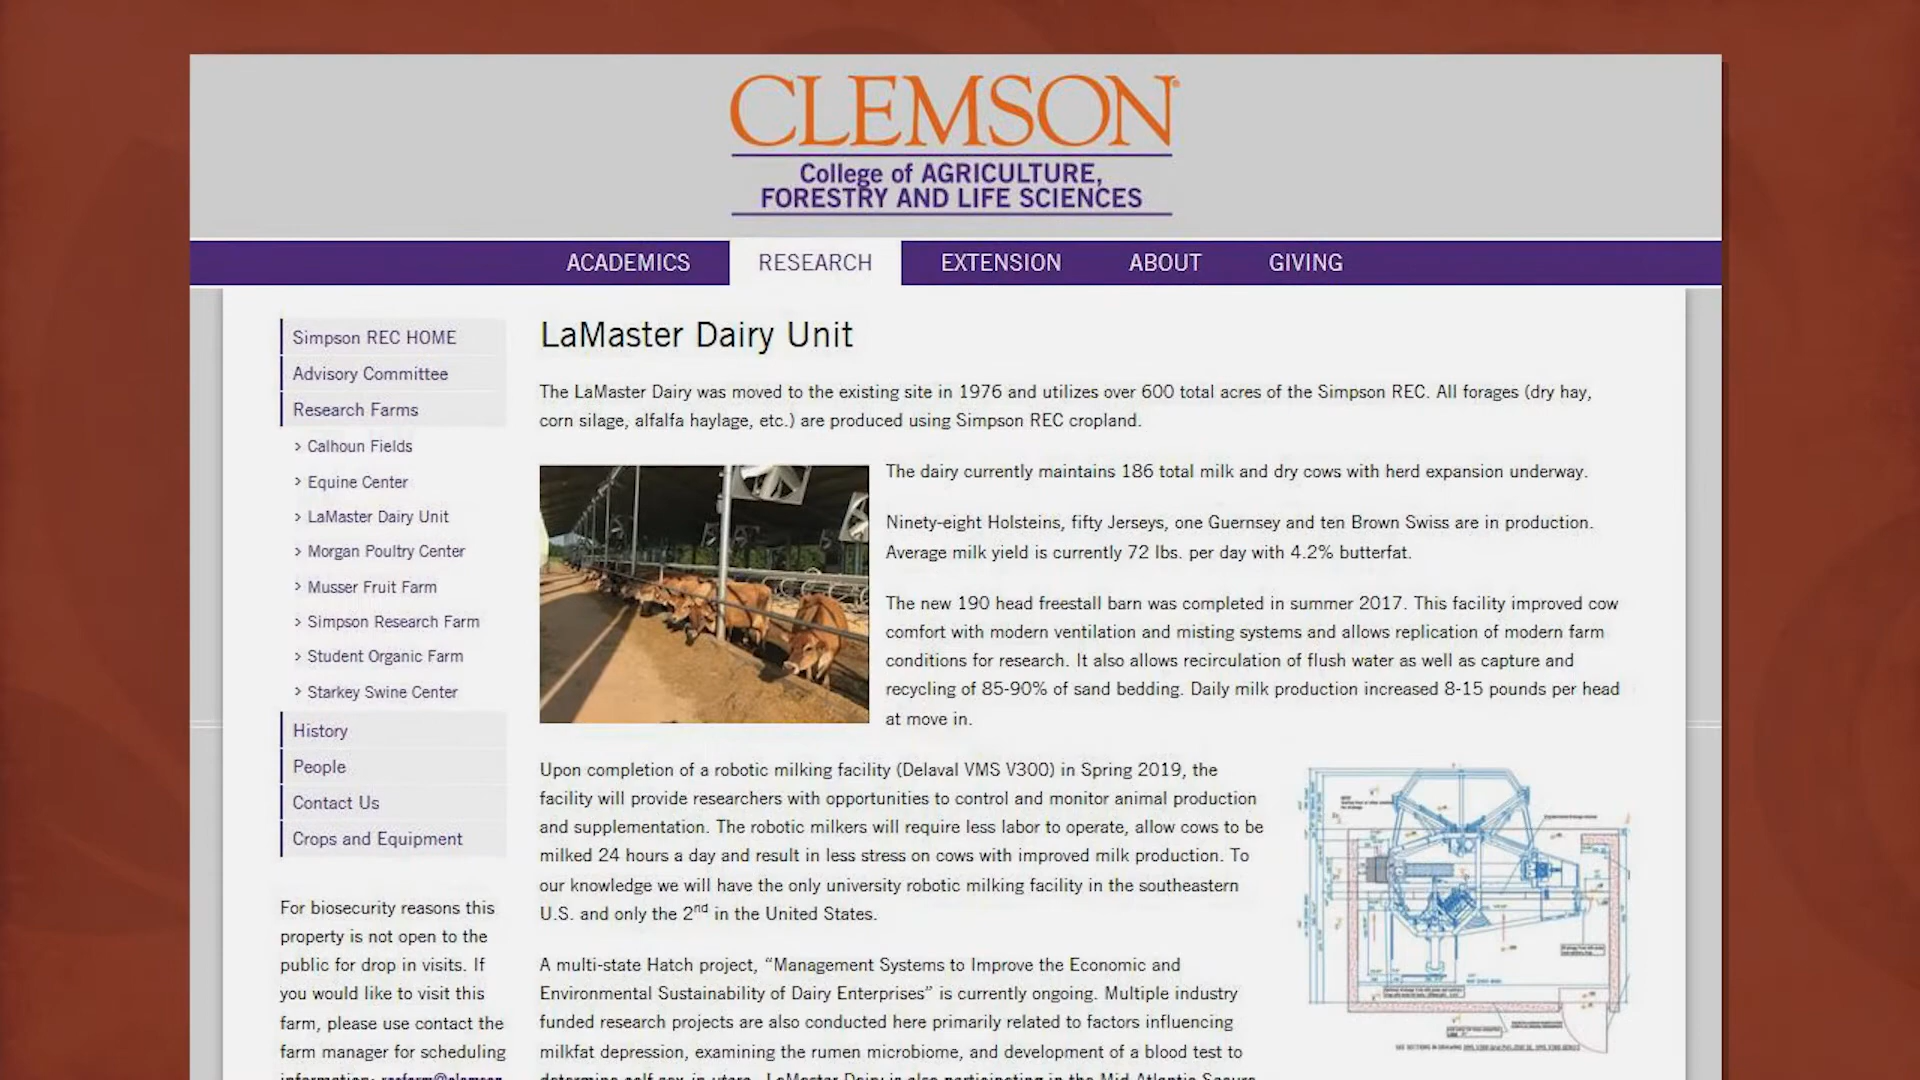 CLEMSON
College of AGRICULTURE,
FORESTRY AND LIFE SCIENCES
ACADEMICS RESEARCH EXTENSION ABOUT GIVING
Simpson REC HOME
Advisory Committee
Research Farms
> Calhoun Fields
> Equine Center
> LaMaster Dairy Unit
> Morgan Poultry Center
> Musser Fruit Farm
> Simpson Research Farm
> Student Organic Farm
> Starkey Swine Center
History
People
Contact Us
Crops and Equipment
For biosecurity reasons this
property is not open to the
public for drop in visits. If
you would like to visit this
farm, please use contact the
farm manager for scheduling
LaMaster Dairy Unit
The LaMaster Dairy was moved to the existing site in 1976 and utilizes over 600 total acres of the Simpson REC. All forages (dry hay,
corn silage, alfalfa haylage, etc.) are produced using Simpson REC cropland.
The dairy currently maintains 186 total milk and dry cows with herd expansion underway.
Ninety-eight Holsteins, fifty Jerseys, one Guernsey and ten Brown Swiss are in production.
Average milk yield is currently 72 lbs. per day with 4.2% butterfat.
The new 190 head freestall barn was completed in summer 2017. This facility improved cow
comfort with modern ventilation and misting systems and allows replication of modern farm
conditions for research. It also allows recirculation of flush water as well as capture and
recycling of 85-90% of sand bedding. Daily milk production increased 8-15 pounds per head
at move in.
Upon completion of a robotic milking facility (Delaval VMS V300) in Spring 2019, the
facility will provide researchers with opportunities to control and monitor animal production
and supplementation. The robotic milkers will require less labor to operate, allow cows to be
milked 24 hours a day and result in less stress on cows with improved milk production. To
our knowledge we will have the only university robotic milking facility in the southeastern
U.S. and only the 2nd in the United States.
A multi-state Hatch project, “Management Systems to Improve the Economic and
Environmental Sustainability of Dairy Enterprises” is currently ongoing. Multiple industry
funded research projects are also conducted here primarily related to factors influencing
milkfat depression, examining the rumen microbiome, and development of a blood test to